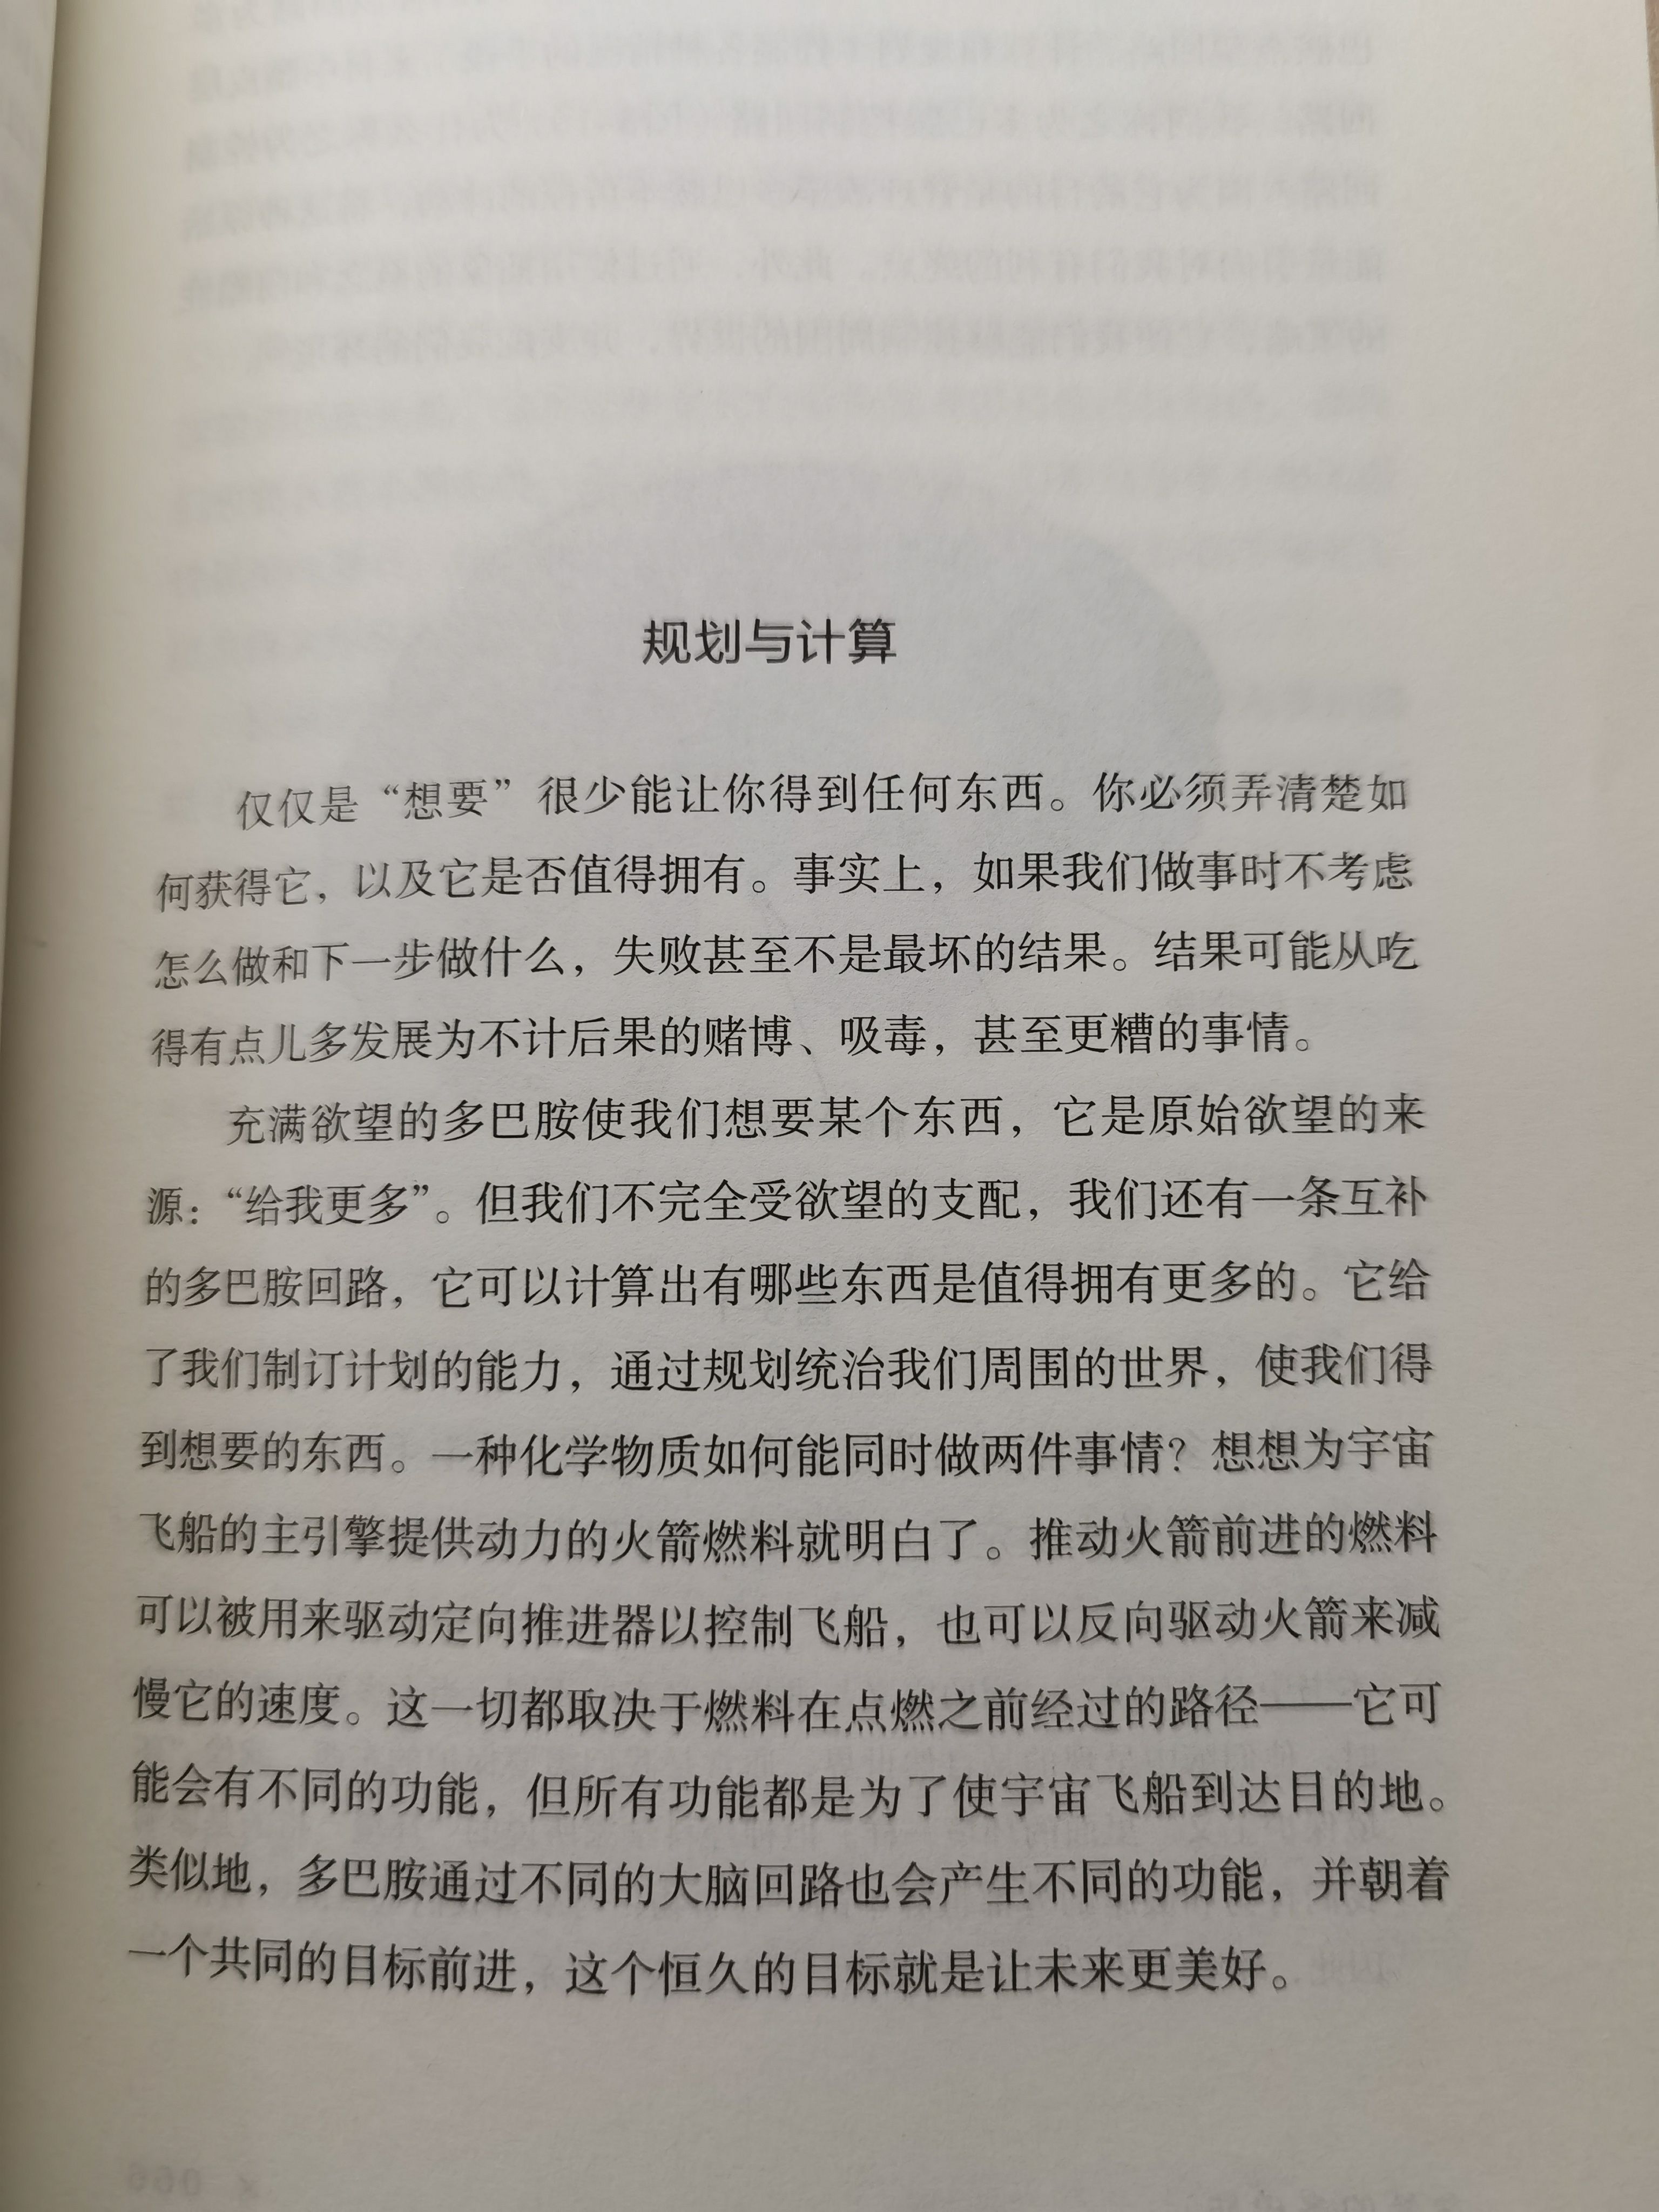 规划与计算
仅仅是“想要”很少能让你得到任何东西。你必须弄清楚如
何获得它，以及它是否值得拥有。事实上，如果我们做事时不考虑
怎么做和下一步做什么，失败甚至不是最坏的结果。结果可能从吃
得有点儿多发展为不计后果的赌博、吸毒，甚至更糟的事情。
充满欲望的多巴胺使我们想要某个东西，它是原始欲望的来
源：“给我更多”。但我们不完全受欲望的支配，我们还有一条互补
的多巴胺回路，它可以计算出有哪些东西是值得拥有更多的。它给
了我们制订计划的能力，通过规划统治我们周围的世界，使我们得
到想要的东西。一种化学物质如何能同时做两件事情？想想为宇宙
飞船的主引擎提供动力的火箭燃料就明白了。推动火箭前进的燃料
可以被用来驱动定向推进器以控制飞船，也可以反向驱动火箭来减
慢它的速度。这一切都取决于燃料在点燃之前经过的路径——它可
能会有不同的功能，但所有功能都是为了使宇宙飞船到达目的地。
类似地，多巴胺通过不同的大脑回路也会产生不同的功能，并朝着
一个共同的目标前进，这个恒久的目标就是让未来更美好。